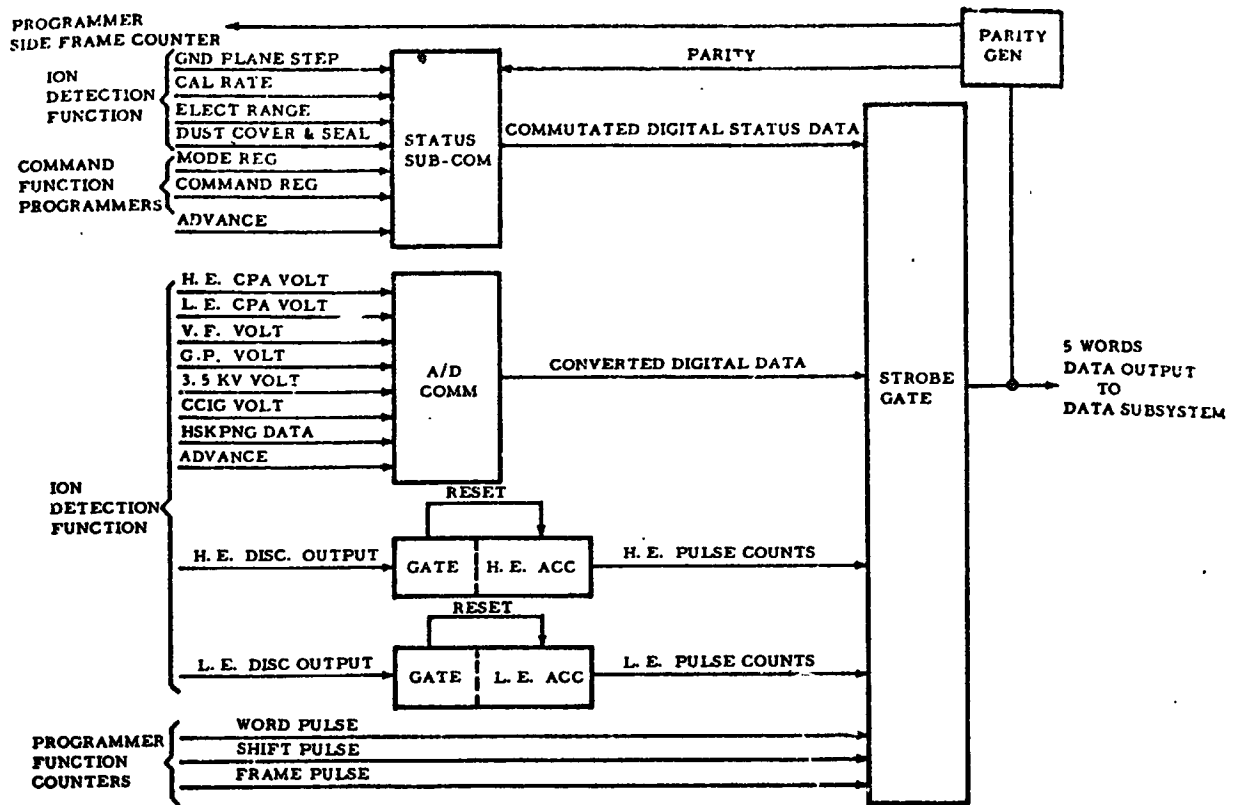 PROGRAMMER
SIDE FRAME COUNTER
PARITY
GEN
PARITY
ION
DETECTION
FUNCTION
GND PLANE STEP
CAL RATE
ELECT RANGE
DUST COVER & SEAL
COMMAND
FUNCTION
PROGRAMMERS
MODE REG
COMMAND REG
ADVANCE
STATUS
SUB-COM
COMMUTATED DIGITAL STATUS DATA
ION
DETECTION
FUNCTION
H. E. CPA VOLT
L. E. CPA VOLT
V. F. VOLT
G.P. VOLT
3. 5 KV VOLT
CCIG VOLT
HSKPNG DATA
ADVANCE
A/D
COMM
CONVERTED DIGITAL DATA
STROBE
GATE
5 WORDS
DATA OUTPUT
TO
DATA SUBSYSTEM
RESET
H. E. DISC. OUTPUT
GATE
H. E. ACC
H. E. PULSE COUNTS
RESET
L. E. DISC OUTPUT
GATE
L. E. ACC
L. E. PULSE COUNTS
PROGRAMMER
FUNCTION
COUNTERS
WORD PULSE
SHIFT PULSE
FRAME PULSE